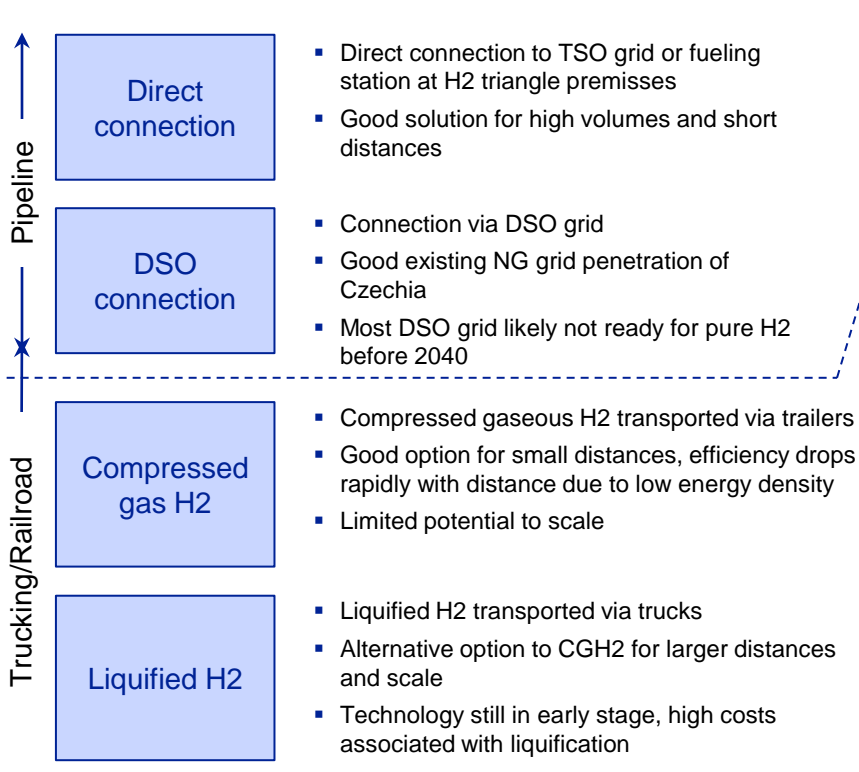 Pipeline
Direct
connection
▪ Direct connection to TSO grid or fueling
station at H2 triangle premisses
▪ Good solution for high volumes and short
distances
DSO
connection
▪ Connection via DSO grid
▪ Good existing NG grid penetration of
Czechia
▪ Most DSO grid likely not ready for pure H2
before 2040
Trucking/Railroad
Compressed
gas H2
▪ Compressed gaseous H2 transported via trailers
▪ Good option for small distances, efficiency drops
rapidly with distance due to low energy density
▪ Limited potential to scale
Liquified H2
▪ Liquified H2 transported via trucks
▪ Alternative option to CGH2 for larger distances
and scale
▪ Technology still in early stage, high costs
associated with liquification